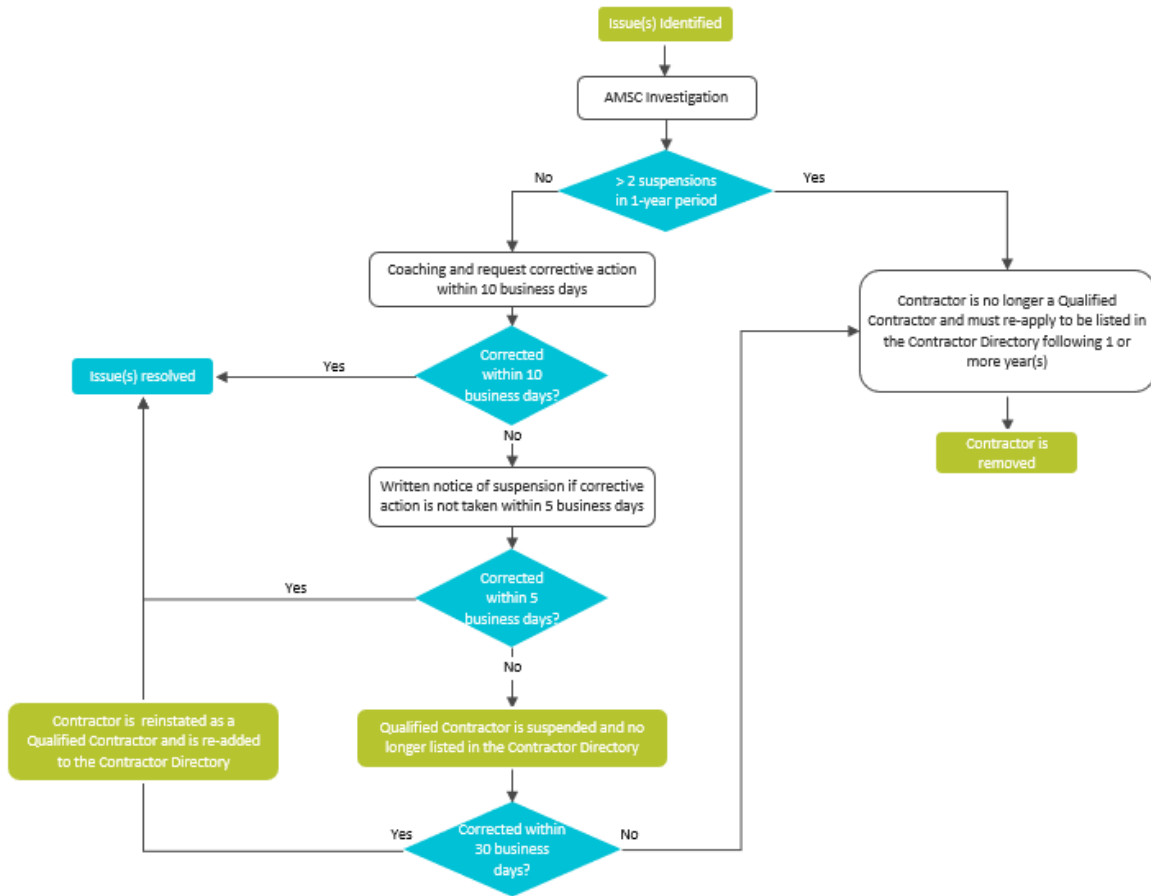 Issue(s) Identified
AMSC Investigation
> 2 suspensions
in 1-year period
No
Yes
Coaching and request corrective action
within 10 business days
Contractor is no longer a Qualified
Contractor and must re-apply to be listed in
the Contractor Directory following 1 or
more year(s)
Corrected
within 10
business days?
Yes
Issue(s) resolved
No
Contractor is
removed
Written notice of suspension if corrective
action is not taken within 5 business days
Corrected
within 5
business days?
Yes
No
Contractor is reinstated as a
Qualified Contractor and is re-added
to the Contractor Directory
Qualified Contractor is suspended and no
longer listed in the Contractor Directory
Corrected within
30 business
days?
Yes
No